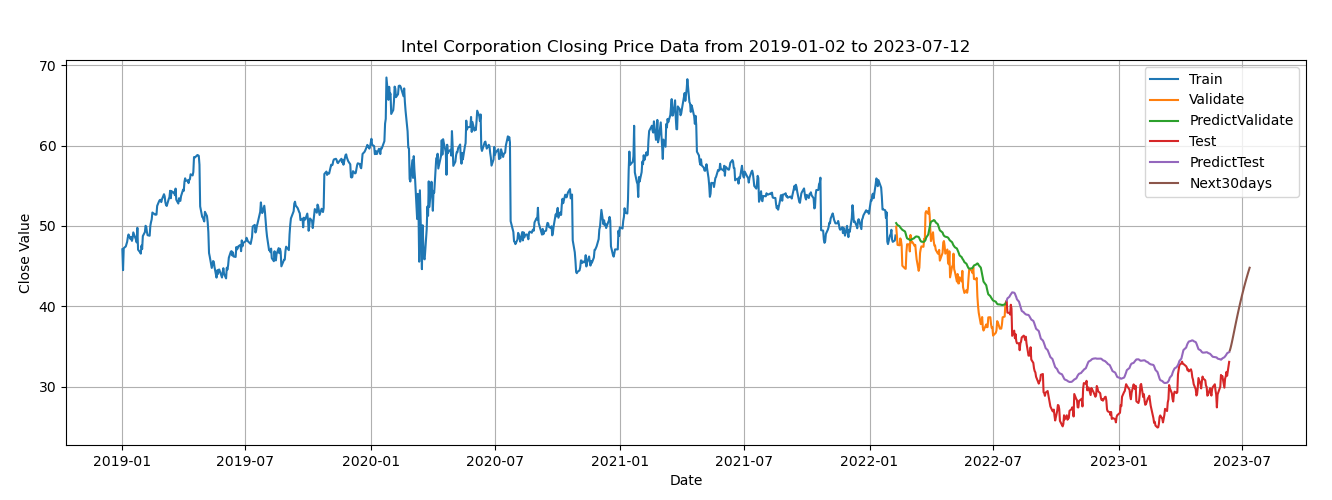 Intel Corporation Closing Price Data from 2019-01-02 to 2023-07-12
70
60
50
40
30
Close Value
Train
Validate
PredictValidate
Test
PredictTest
Next30days
2019-01 2019-07 2020-01 2020-07 2021-01 2021-07 2022-01 2022-07 2023-01 2023-07
Date